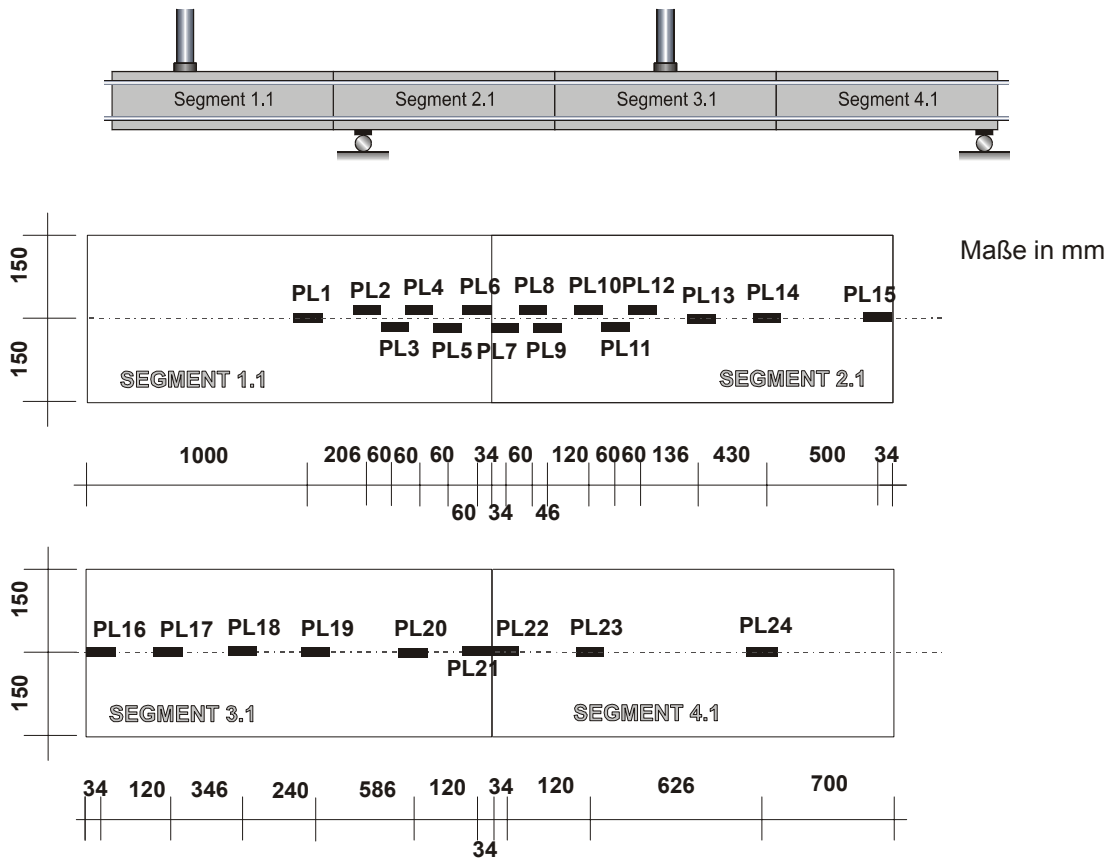 Segment 1.1 Segment 2.1 Segment 3.1 Segment 4.1
Maße in mm
150
150
PL1 PL2 PL4 PL6 PL8 PL10 PL12 PL13 PL14 PL15
PL3 PL5 PL7 PL9 PL11
SEGMENT 1.1 SEGMENT 2.1
1000 206 60 60 60 34 60 120 60 60 136 430 500 34
60 34 46
150
150
PL16 PL17 PL18 PL19 PL20 PL22 PL23 PL24
PL21
SEGMENT 3.1 SEGMENT 4.1
34 120 346 240 586 120 34 120 626 700
34